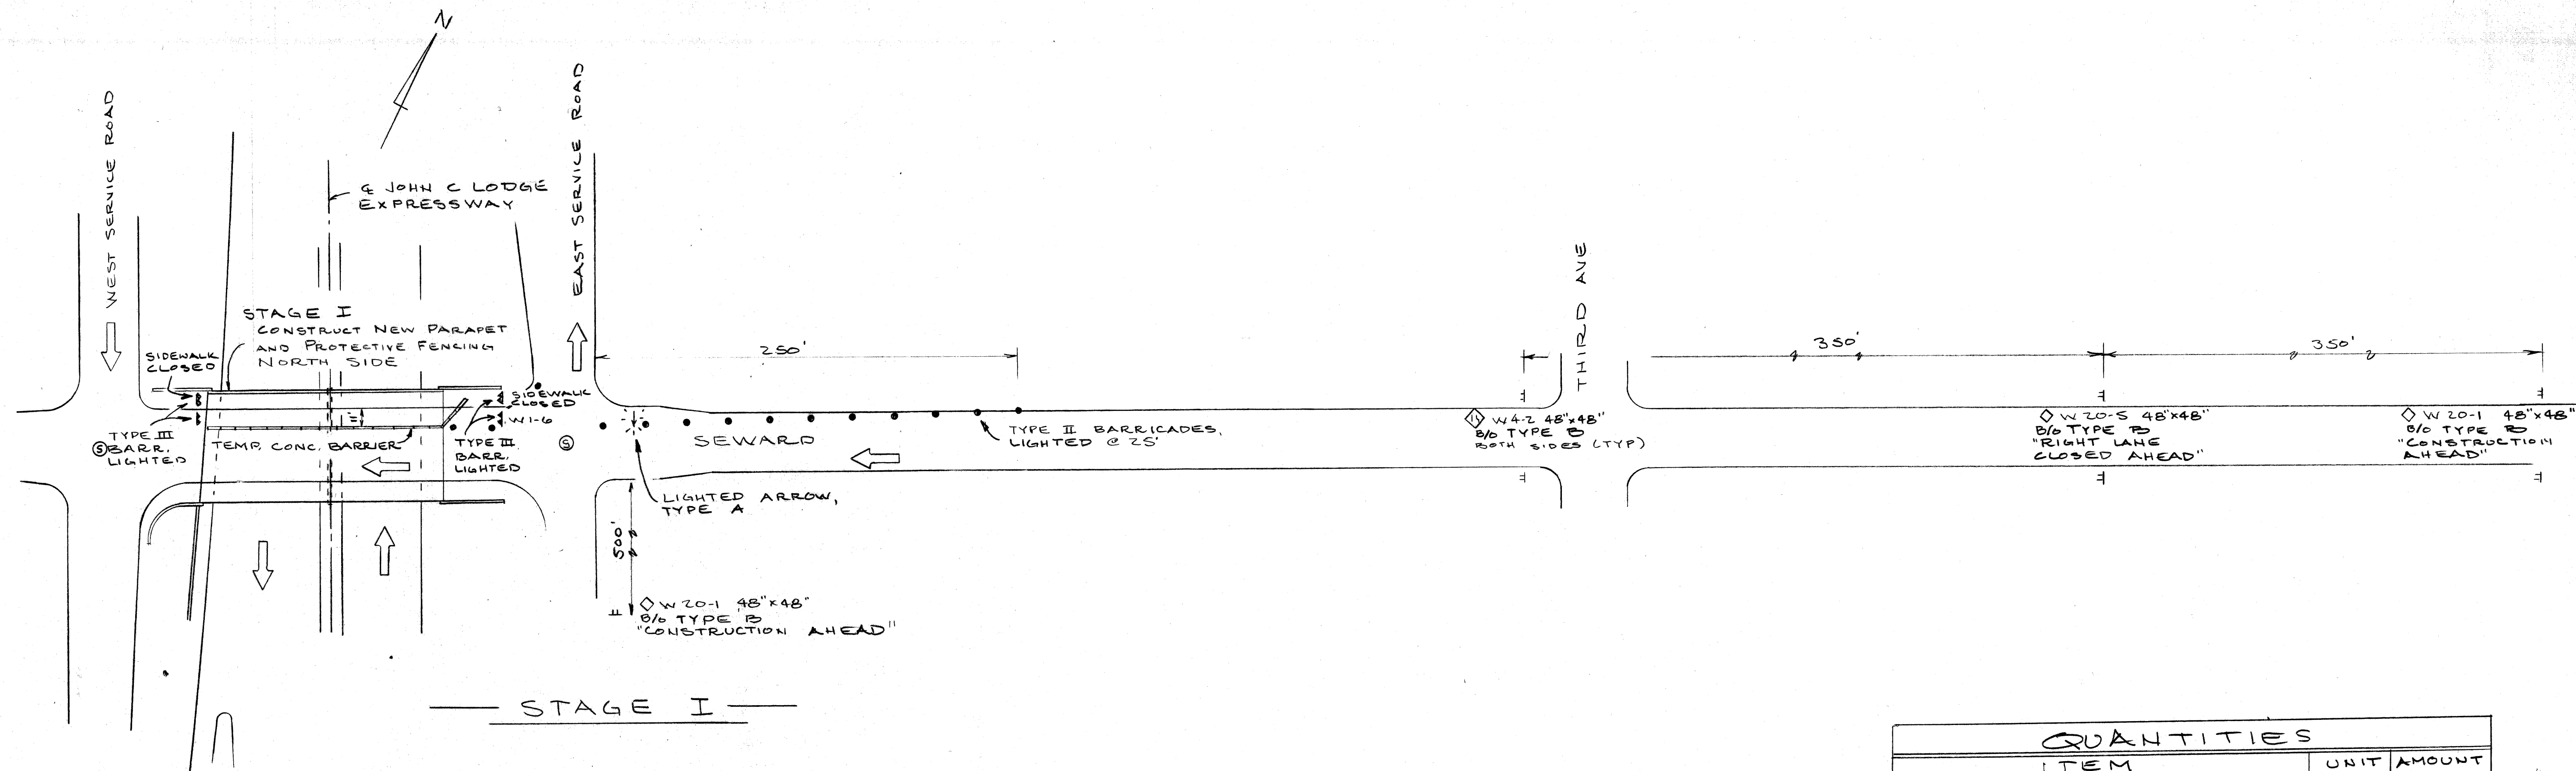 N
WEST SERVICE ROAD
EAST SERVICE ROAD
℄ JOHN C LODGE
EXPRESSWAY
THIRD AVE
STAGE I
CONSTRUCT NEW PARAPET
AND PROTECTIVE FENCING
NORTH SIDE
SIDEWALK
CLOSED
250'
350'
350'
SIDEWALK
CLOSED
W1-6
11'
TYPE III
BARR.
LIGHTED
S
TEMP. CONC. BARRIER
TYPE III
BARR.
LIGHTED
S
SEWARD
TYPE II BARRICADES,
LIGHTED @ 25'
W4-2 48"x48"
B/O TYPE B
BOTH SIDES (TYP)
W 20-5 48"x48"
B/O TYPE B
"RIGHT LANE
CLOSED AHEAD"
W 20-1 48"x48"
B/O TYPE B
"CONSTRUCTION
AHEAD"
LIGHTED ARROW,
TYPE A
500'
W 20-1 48"x48"
B/O TYPE B
"CONSTRUCTION AHEAD"
STAGE I
QUANTITIES
ITEM UNIT AMOUNT